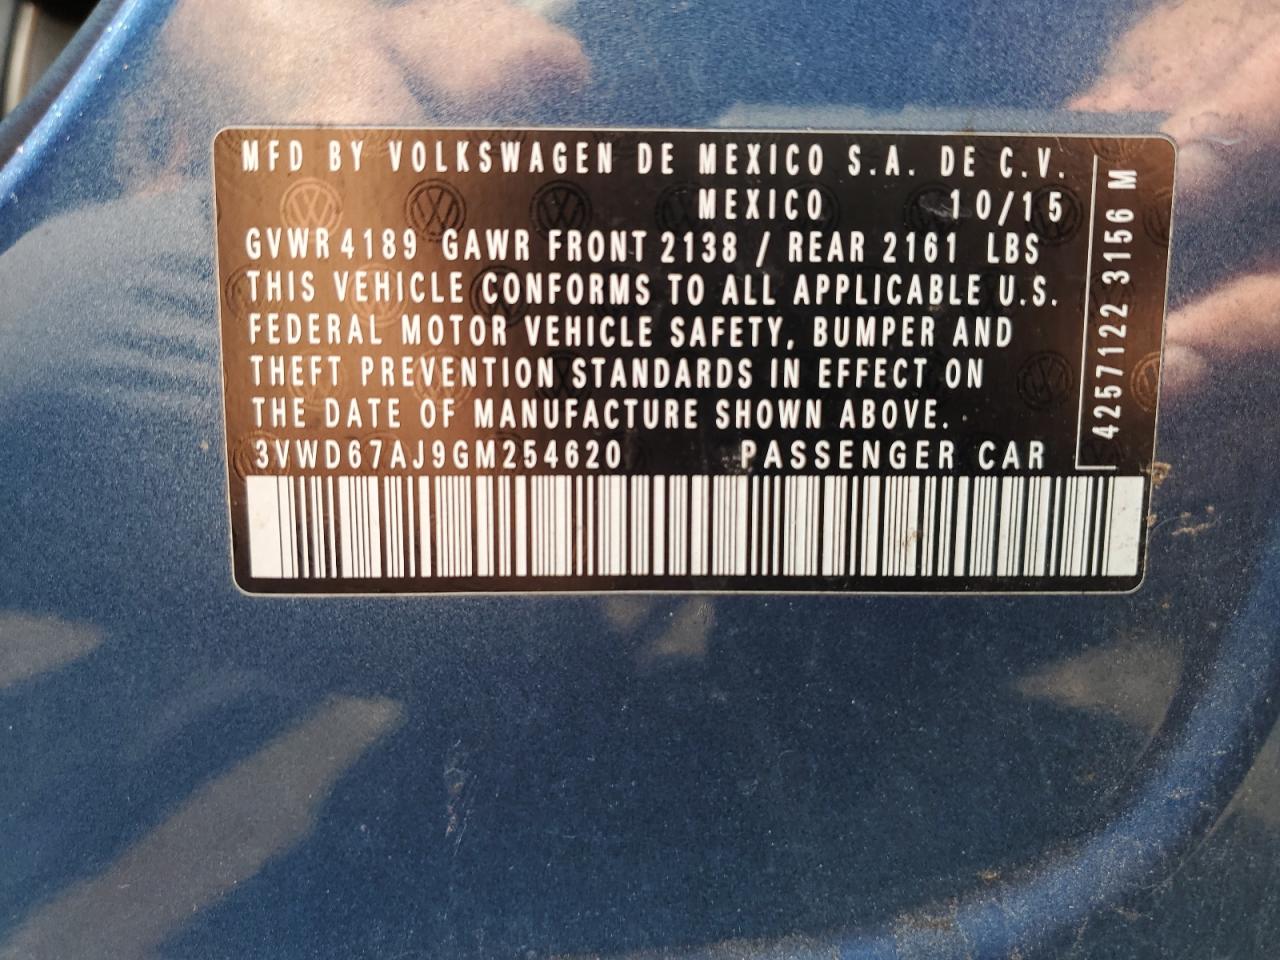 MFD BY VOLKSWAGEN DE MEXICO S.A. DE C.V.
MEXICO 10/15
GVWR 4189 GAWR FRONT 2138 / REAR 2161 LBS
THIS VEHICLE CONFORMS TO ALL APPLICABLE U.S.
FEDERAL MOTOR VEHICLE SAFETY, BUMPER AND
THEFT PREVENTION STANDARDS IN EFFECT ON
THE DATE OF MANUFACTURE SHOWN ABOVE.
3VWD67AJ9GM254620 PASSENGER CAR
4257122 3156 M